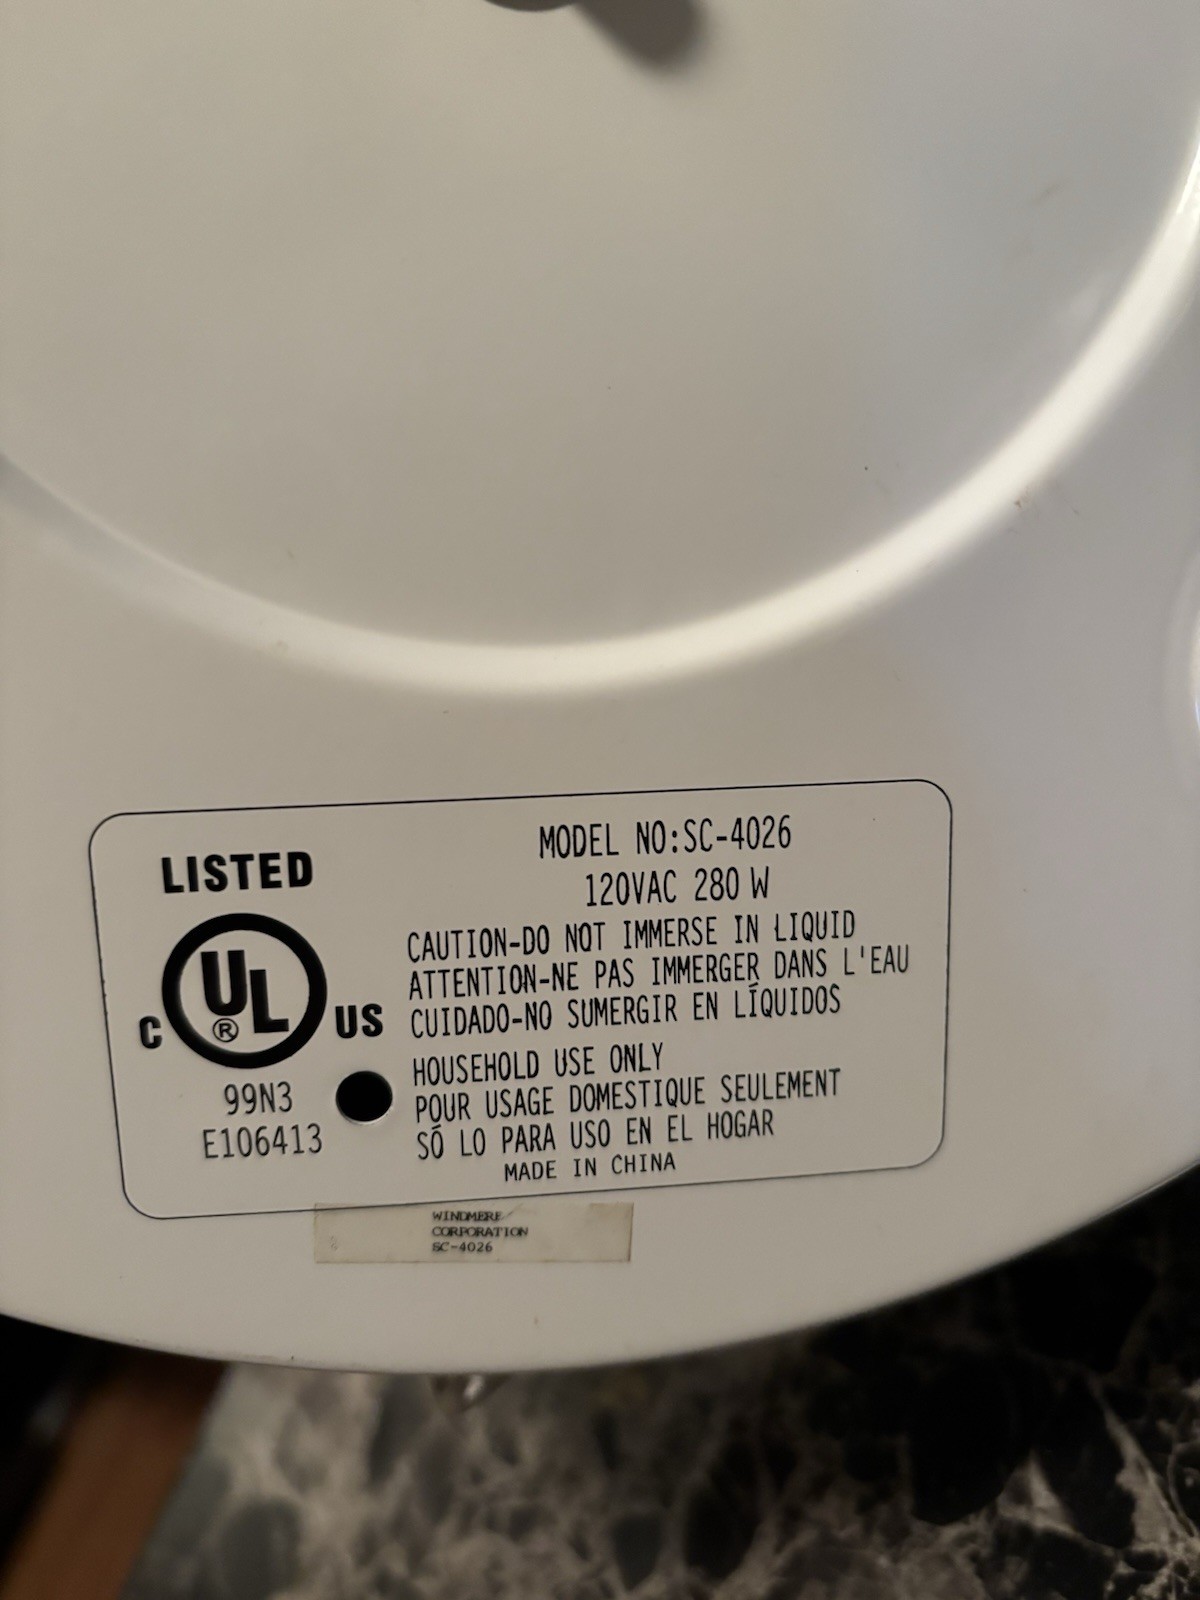 LISTED
C UL® US
99N3
E106413
MODEL NO:SC-4026
120VAC 280 W
CAUTION-DO NOT IMMERSE IN LIQUID
ATTENTION-NE PAS IMMERGER DANS L'EAU
CUIDADO-NO SUMERGIR EN LÍQUIDOS
HOUSEHOLD USE ONLY
POUR USAGE DOMESTIQUE SEULEMENT
SÓ LO PARA USO EN EL HOGAR
MADE IN CHINA
WINDMERE
CORPORATION
SC-4026